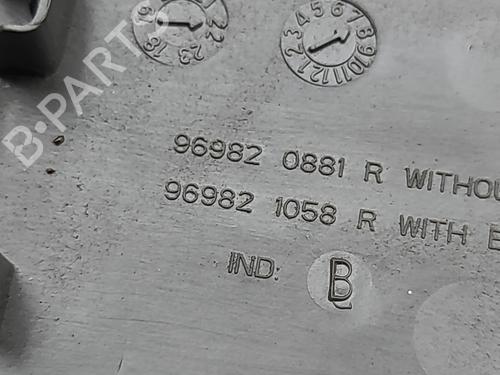 96982 0881 R WITHOU
96982 1058 R WITH E
IND: B
B-PARTS